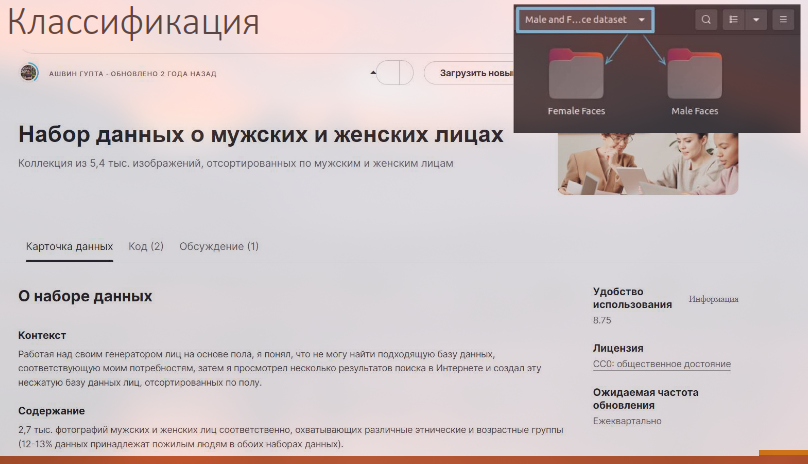 Классификация
Male and F...ce dataset
Female Faces
Male Faces
АШВИН ГУПТА · ОБНОВЛЕНО 2 ГОДА НАЗАД
Загрузить новы
Набор данных о мужских и женских лицах
Коллекция из 5,4 тыс. изображений, отсортированных по мужским и женским лицам
Карточка данных
Код (2)
Обсуждение (1)
О наборе данных
Контекст
Работая над своим генератором лиц на основе пола, я понял, что не могу найти подходящую базу данных,
соответствующую моим потребностям, затем я просмотрел несколько результатов поиска в Интернете и создал эту
несжатую базу данных лиц, отсортированных по полу.
Содержание
2,7 тыс. фотографий мужских и женских лиц соответственно, охватывающих различные этнические и возрастные группы
(12-13% данных принадлежат пожилым людям в обоих наборах данных).
Удобство
использования
Информация
8.75
Лицензия
CC0: общественное достояние
Ожидаемая частота
обновления
Ежеквартально